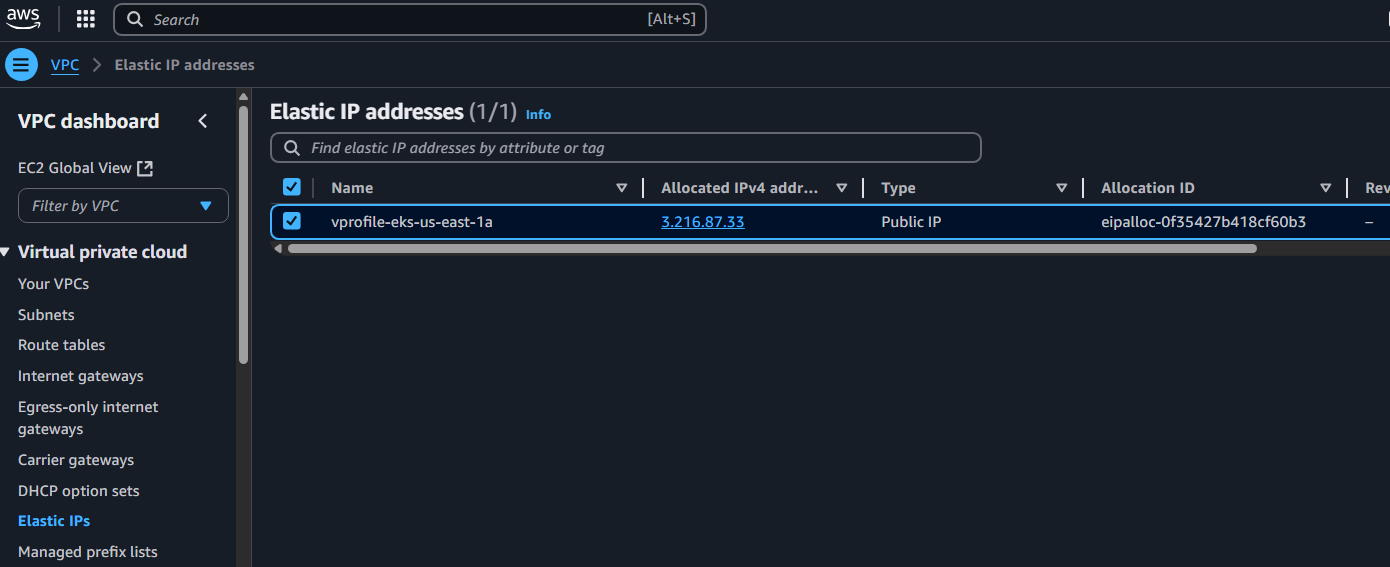 aws
Search [Alt+S]
VPC Elastic IP addresses
VPC dashboard
EC2 Global View
Filter by VPC
Virtual private cloud
Your VPCs
Subnets
Route tables
Internet gateways
Egress-only internet
gateways
Carrier gateways
DHCP option sets
Elastic IPs
Managed prefix lists
Elastic IP addresses (1/1) Info
Find elastic IP addresses by attribute or tag
Name Allocated IPv4 addr... Type Allocation ID Rev
vprofile-eks-us-east-1a 3.216.87.33 Public IP eipalloc-0f35427b418cf60b3 –